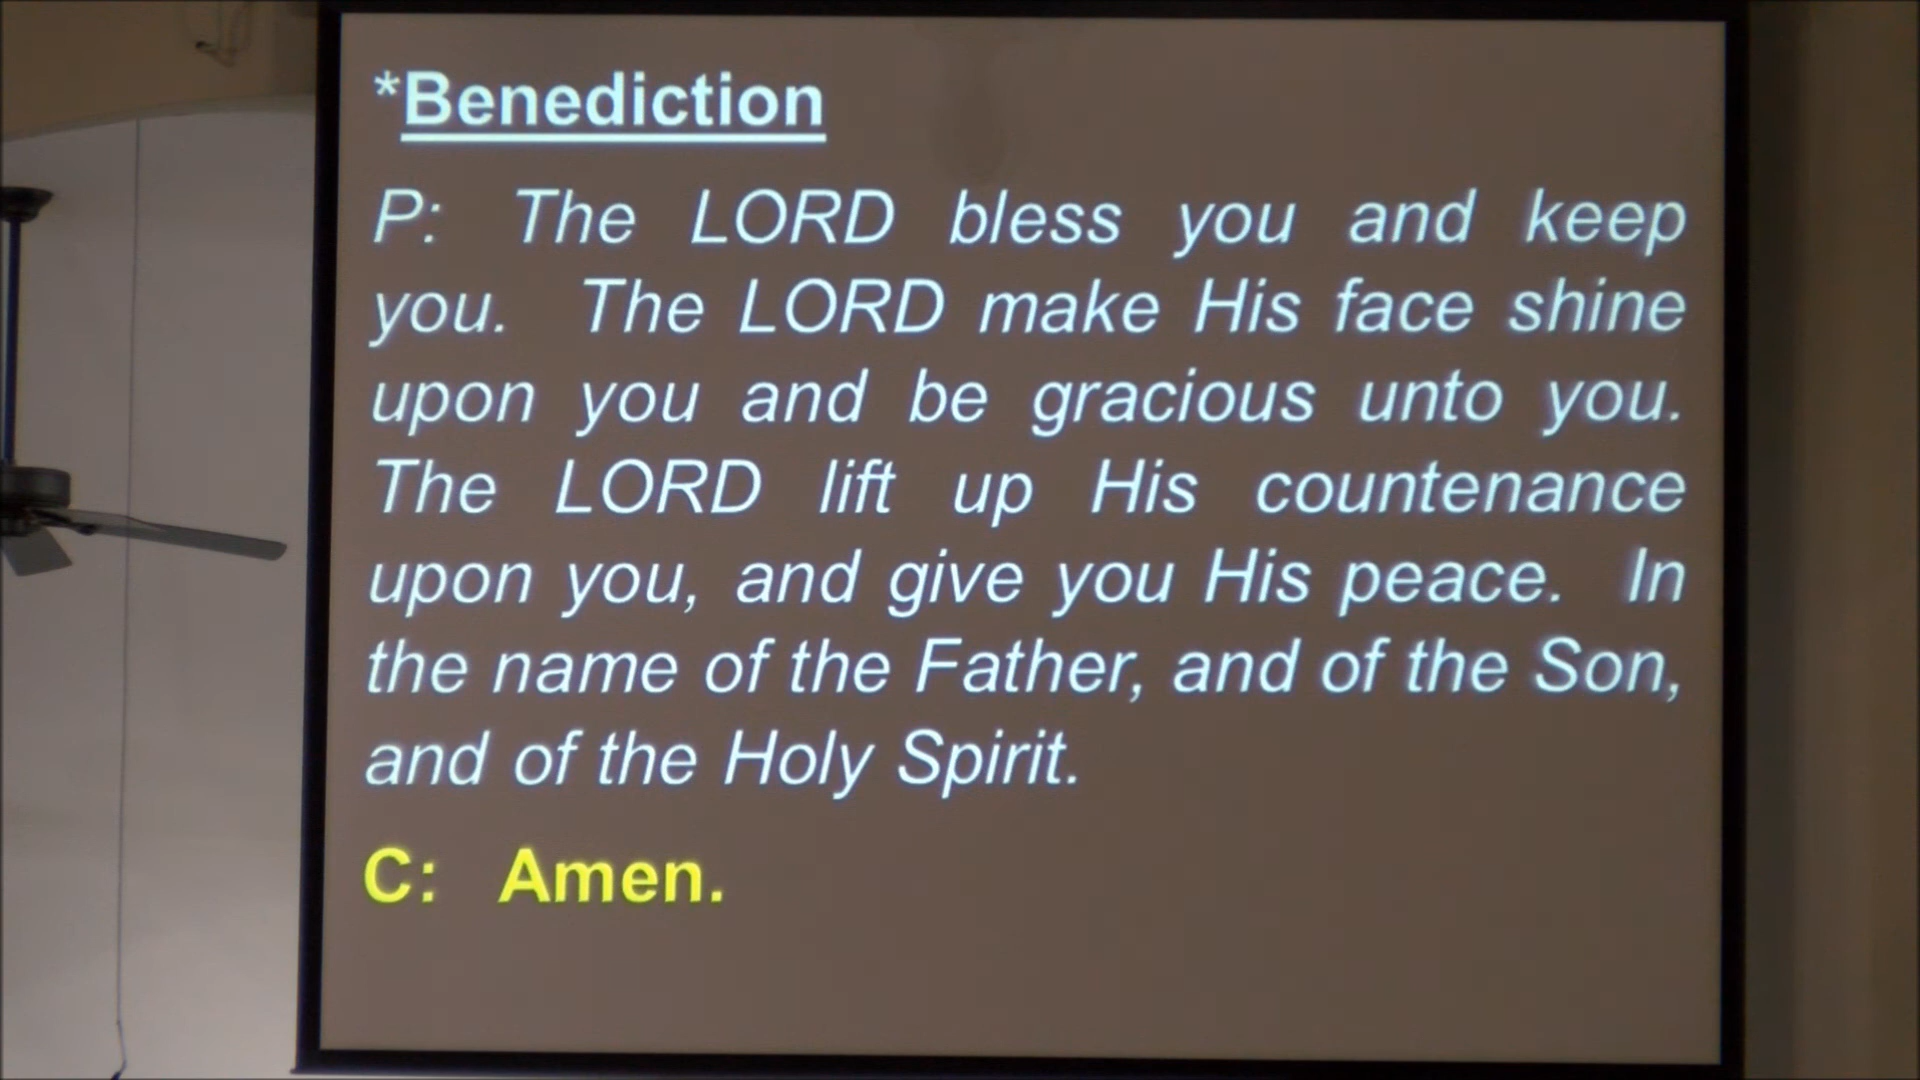 *Benediction
P: The LORD bless you and keep
you. The LORD make His face shine
upon you and be gracious unto you.
The LORD lift up His countenance
upon you, and give you His peace. In
the name of the Father, and of the Son,
and of the Holy Spirit.
C: Amen.